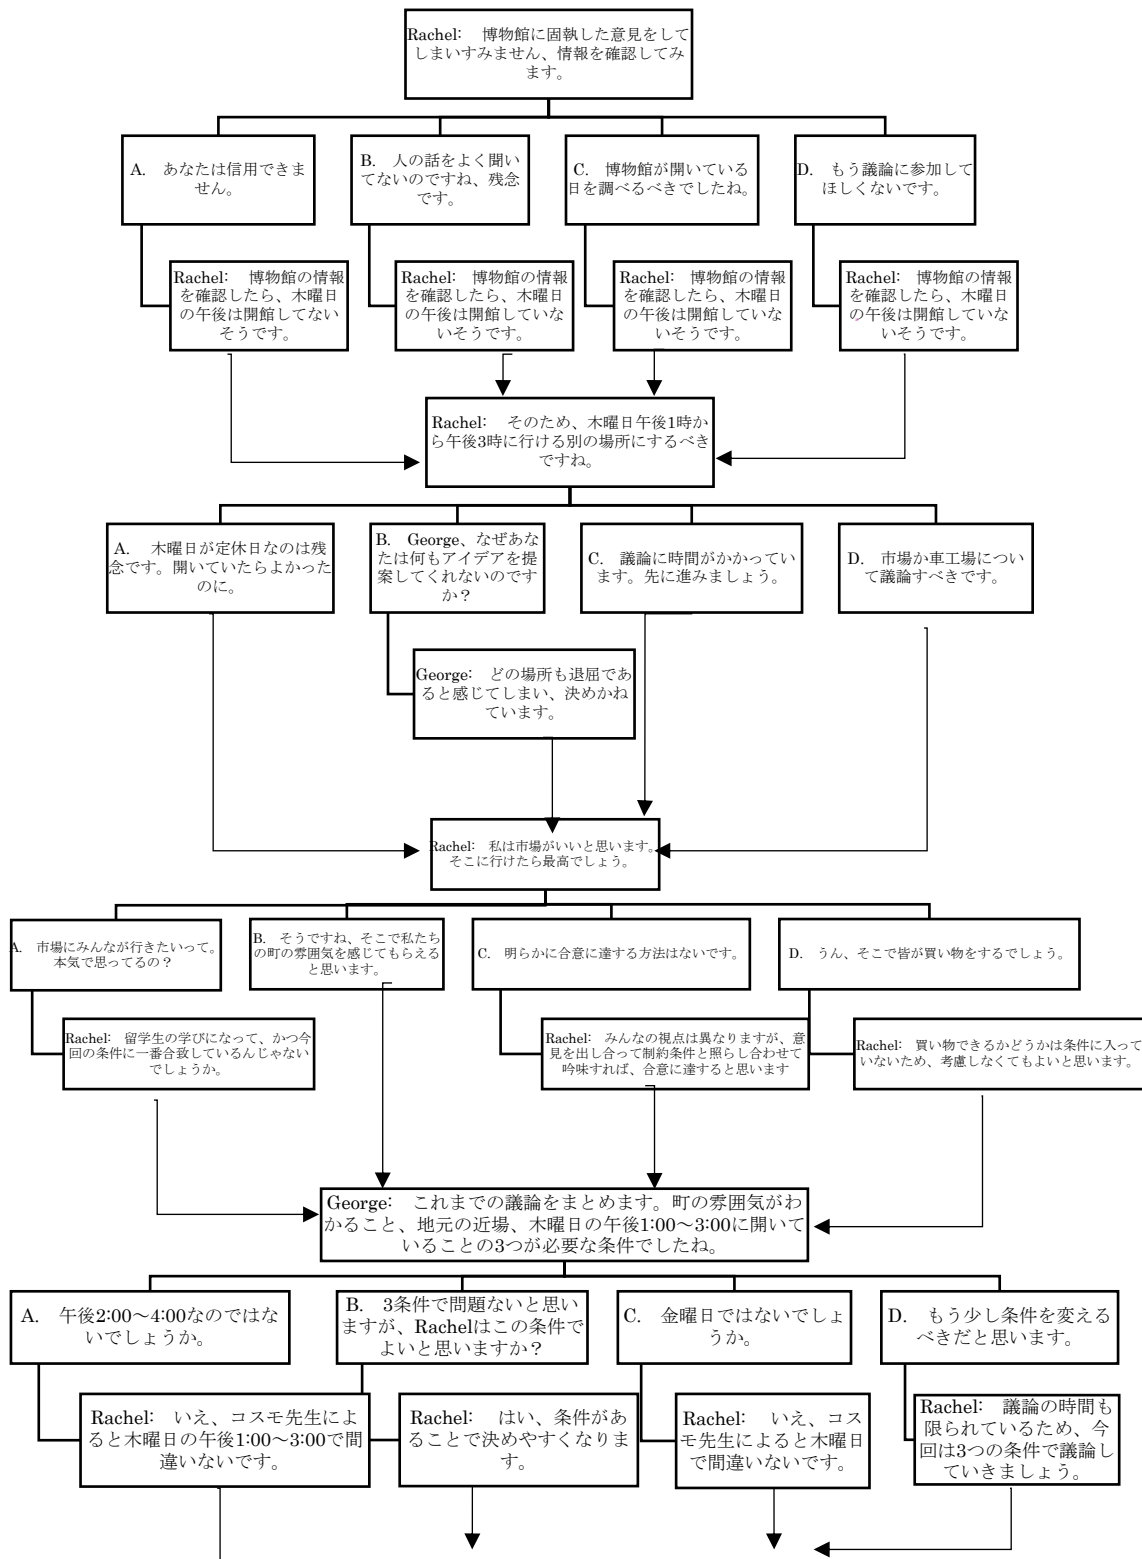 Rachel:　博物館に固執した意見をして
しまいすみません、情報を確認してみ
ます。
A.　あなたは信用できま
せん。
B.　人の話をよく聞い
てないのですね、残念
です。
C.　博物館が開いている
日を調べるべきでしたね。
D.　もう議論に参加して
ほしくないです。
Rachel:　博物館の情報
を確認したら、木曜日
の午後は開館してない
そうです。
Rachel:　博物館の情報
を確認したら、木曜日
の午後は開館していな
いそうです。
Rachel:　博物館の情報
を確認したら、木曜日
の午後は開館していな
いそうです。
Rachel:　博物館の情報
を確認したら、木曜日
の午後は開館していな
いそうです。
Rachel:　そのため、木曜日午後1時か
ら午後3時に行ける別の場所にするべき
ですね。
A.　木曜日が定休日なのは残
念です。開いていたらよかった
のに。
B.　George、なぜあな
たは何もアイデアを提
案してくれないのです
か？
C.　議論に時間がかかってい
ます。先に進みましょう。
D.　市場か車工場につい
て議論すべきです。
George:　どの場所も退屈であ
ると感じてしまい、決めかね
ています。
Rachel:　私は市場がいいと思います。
そこに行けたら最高でしょう。
A.　市場にみんなが行きたいって。
本気で思ってるの？
B.　そうですね、そこで私たち
の町の雰囲気を感じてもらえる
と思います。
C.　明らかに合意に達する方法はないです。
D.　うん、そこで皆が買い物をするでしょう。
Rachel:　留学生の学びになって、かつ今
回の条件に一番合致しているんじゃない
でしょうか。
Rachel:　みんなの視点は異なりますが、意
見を出し合って制約条件と照らし合わせて
吟味すれば、合意に達すると思います
Rachel:　買い物できるかどうかは条件に入って
いないため、考慮しなくてもよいと思います。
George:　これまでの議論をまとめます。町の雰囲気がわ
かること、地元の近場、木曜日の午後1:00～3:00に開いて
いることの3つが必要な条件でしたね。
A.　午後2:00～4:00なのではな
いでしょうか。
B.　3条件で問題ないと思い
ますが、Rachelはこの条件で
よいと思いますか？
C.　金曜日ではないでしょ
うか。
D.　もう少し条件を変える
べきだと思います。
Rachel:　いえ、コスモ先生によ
ると木曜日の午後1:00～3:00で間
違いないです。
Rachel:　はい、条件があ
ることで決めやすくなりま
す。
Rachel:　いえ、コス
モ先生によると木曜日
で間違いないです。
Rachel:　議論の時間も
限られているため、今
回は3つの条件で議論し
ていきましょう。